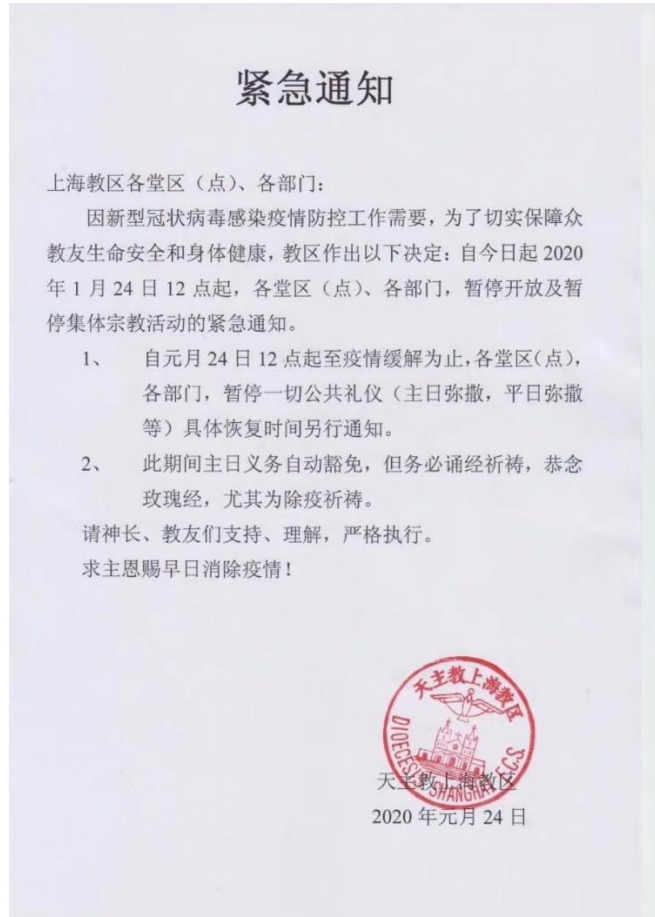 紧急通知
上海教区各堂区（点）、各部门：
因新型冠状病毒感染疫情防控工作需要，为了切实保障众
教友生命安全和身体健康，教区作出以下决定：自今日起 2020
年 1 月 24 日 12 点起，各堂区（点）、各部门，暂停开放及暂
停集体宗教活动的紧急通知。
1、 自元月 24 日 12 点起至疫情缓解为止，各堂区（点），
各部门，暂停一切公共礼仪（主日弥撒，平日弥撒
等）具体恢复时间另行通知。
2、 此期间主日义务自动豁免，但务必诵经祈祷，恭念
玫瑰经，尤其为除疫祈祷。
请神长、教友们支持、理解，严格执行。
求主恩赐早日消除疫情！
天主教上海教区
DIOECESIS SHANGHAI E.C.S.
天主教上海教区
2020 年元月 24 日